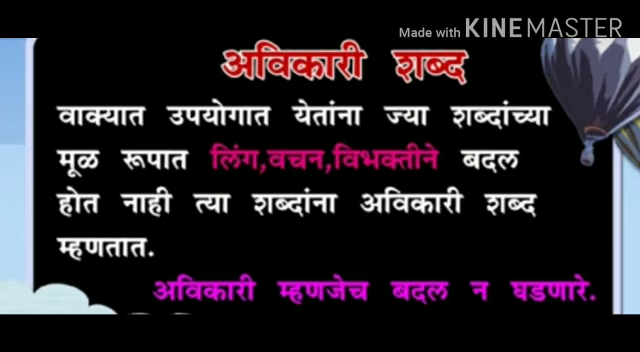 Made with KINEMASTER
अविकारी शब्द
वाक्यात उपयोगात येतांना ज्या शब्दांच्या
मूळ रूपात लिंग,वचन,विभक्तीने बदल
होत नाही त्या शब्दांना अविकारी शब्द
म्हणतात.
अविकारी म्हणजेच बदल न घडणारे.